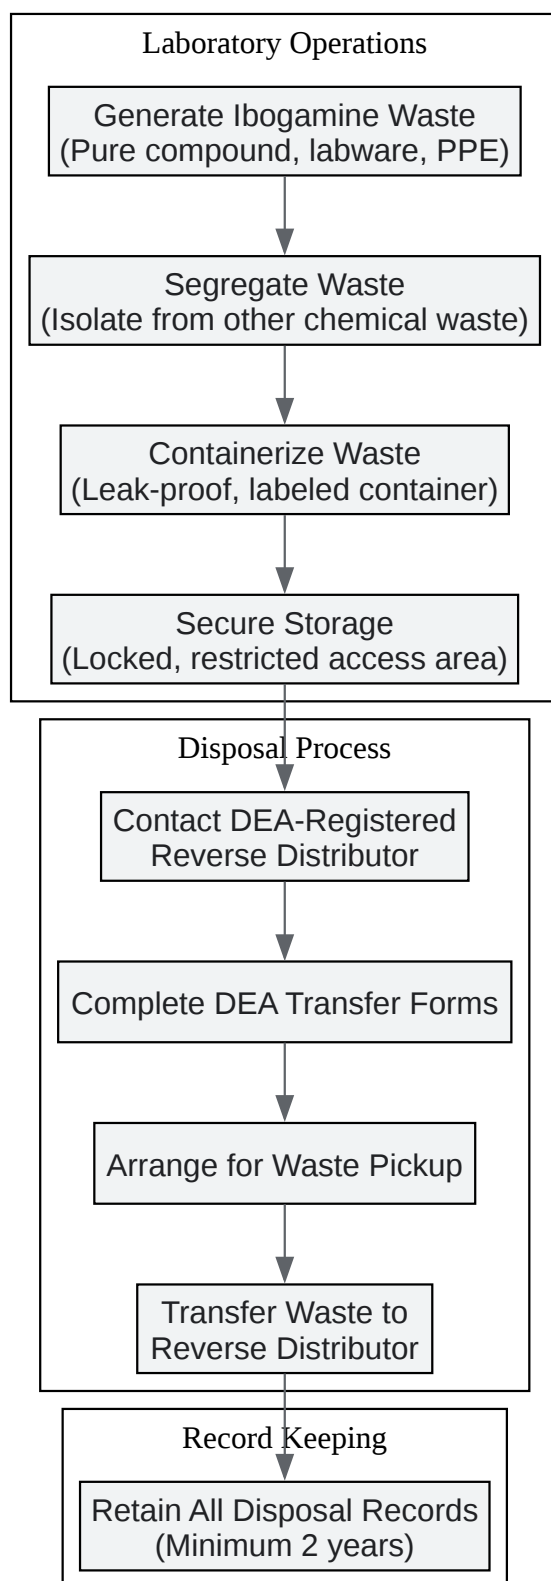 Laboratory Operations
Generate Ibogamine Waste
(Pure compound, labware, PPE)
Segregate Waste
(Isolate from other chemical waste)
Containerize Waste
(Leak-proof, labeled container)
Secure Storage
(Locked, restricted access area)
Disposal Process
Contact DEA-Registered
Reverse Distributor
Complete DEA Transfer Forms
Arrange for Waste Pickup
Transfer Waste to
Reverse Distributor
Record Keeping
Retain All Disposal Records
(Minimum 2 years)